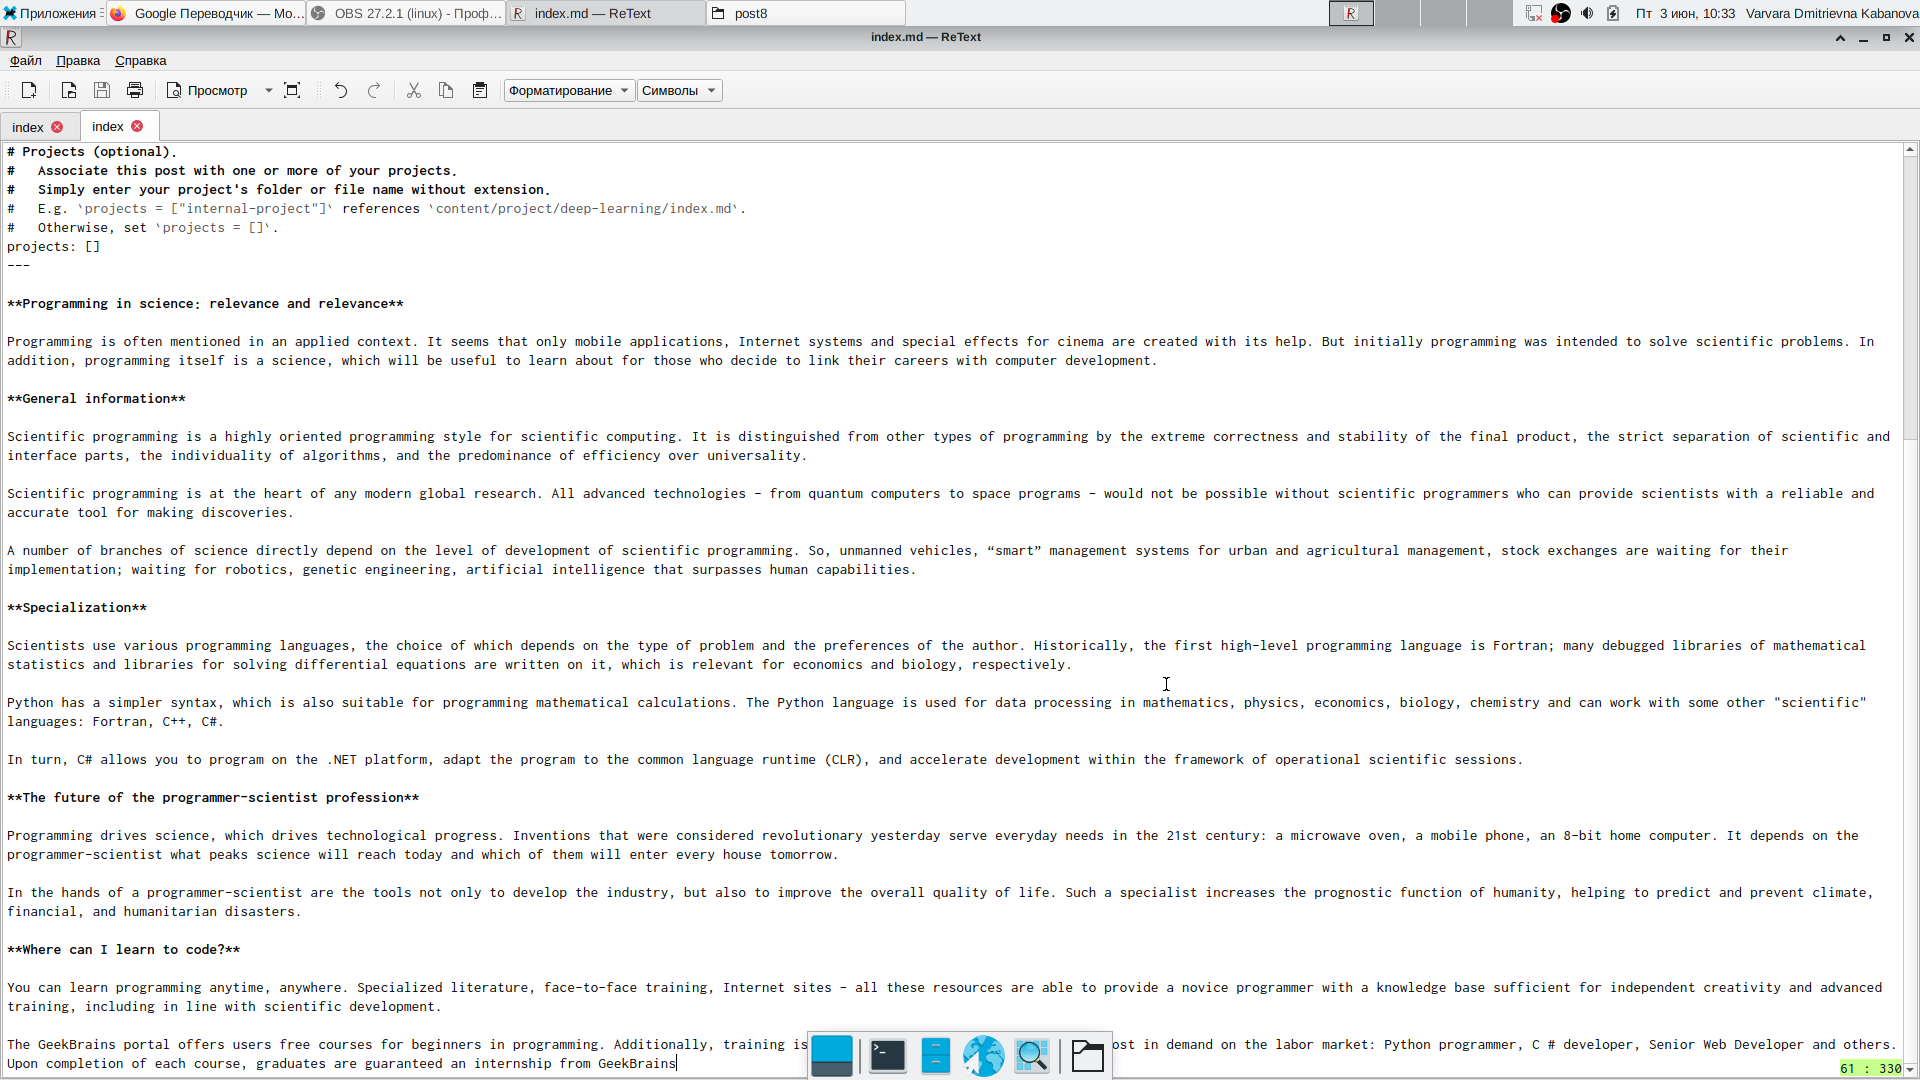 Приложения
Google Переводчик — Mo...
OBS 27.2.1 (linux) - Проф...
index.md — ReText
post8
Пт  3 июн, 10:33
Varvara Dmitrievna Kabanova
index.md — ReText
Файл Правка Справка
Просмотр
Форматирование
Символы
index
index
# Projects (optional).
#   Associate this post with one or more of your projects.
#   Simply enter your project's folder or file name without extension.
#   E.g. `projects = ["internal-project"]` references `content/project/deep-learning/index.md`.
#   Otherwise, set `projects = []`.
projects: []
---
**Programming in science: relevance and relevance**
Programming is often mentioned in an applied context. It seems that only mobile applications, Internet systems and special effects for cinema are created with its help. But initially programming was intended to solve scientific problems. In
addition, programming itself is a science, which will be useful to learn about for those who decide to link their careers with computer development.
**General information**
Scientific programming is a highly oriented programming style for scientific computing. It is distinguished from other types of programming by the extreme correctness and stability of the final product, the strict separation of scientific and
interface parts, the individuality of algorithms, and the predominance of efficiency over universality.
Scientific programming is at the heart of any modern global research. All advanced technologies – from quantum computers to space programs – would not be possible without scientific programmers who can provide scientists with a reliable and
accurate tool for making discoveries.
A number of branches of science directly depend on the level of development of scientific programming. So, unmanned vehicles, “smart” management systems for urban and agricultural management, stock exchanges are waiting for their
implementation; waiting for robotics, genetic engineering, artificial intelligence that surpasses human capabilities.
**Specialization**
Scientists use various programming languages, the choice of which depends on the type of problem and the preferences of the author. Historically, the first high-level programming language is Fortran; many debugged libraries of mathematical
statistics and libraries for solving differential equations are written on it, which is relevant for economics and biology, respectively.
Python has a simpler syntax, which is also suitable for programming mathematical calculations. The Python language is used for data processing in mathematics, physics, economics, biology, chemistry and can work with some other "scientific"
languages: Fortran, C++, C#.
In turn, C# allows you to program on the .NET platform, adapt the program to the common language runtime (CLR), and accelerate development within the framework of operational scientific sessions.
**The future of the programmer-scientist profession**
Programming drives science, which drives technological progress. Inventions that were considered revolutionary yesterday serve everyday needs in the 21st century: a microwave oven, a mobile phone, an 8-bit home computer. It depends on the
programmer-scientist what peaks science will reach today and which of them will enter every house tomorrow.
In the hands of a programmer-scientist are the tools not only to develop the industry, but also to improve the overall quality of life. Such a specialist increases the prognostic function of humanity, helping to predict and prevent climate,
financial, and humanitarian disasters.
**Where can I learn to code?**
You can learn programming anytime, anywhere. Specialized literature, face-to-face training, Internet sites – all these resources are able to provide a novice programmer with a knowledge base sufficient for independent creativity and advanced
training, including in line with scientific development.
The GeekBrains portal offers users free courses for beginners in programming. Additionally, training is ost in demand on the labor market: Python programmer, C # developer, Senior Web Developer and others.
Upon completion of each course, graduates are guaranteed an internship from GeekBrains
61 : 330